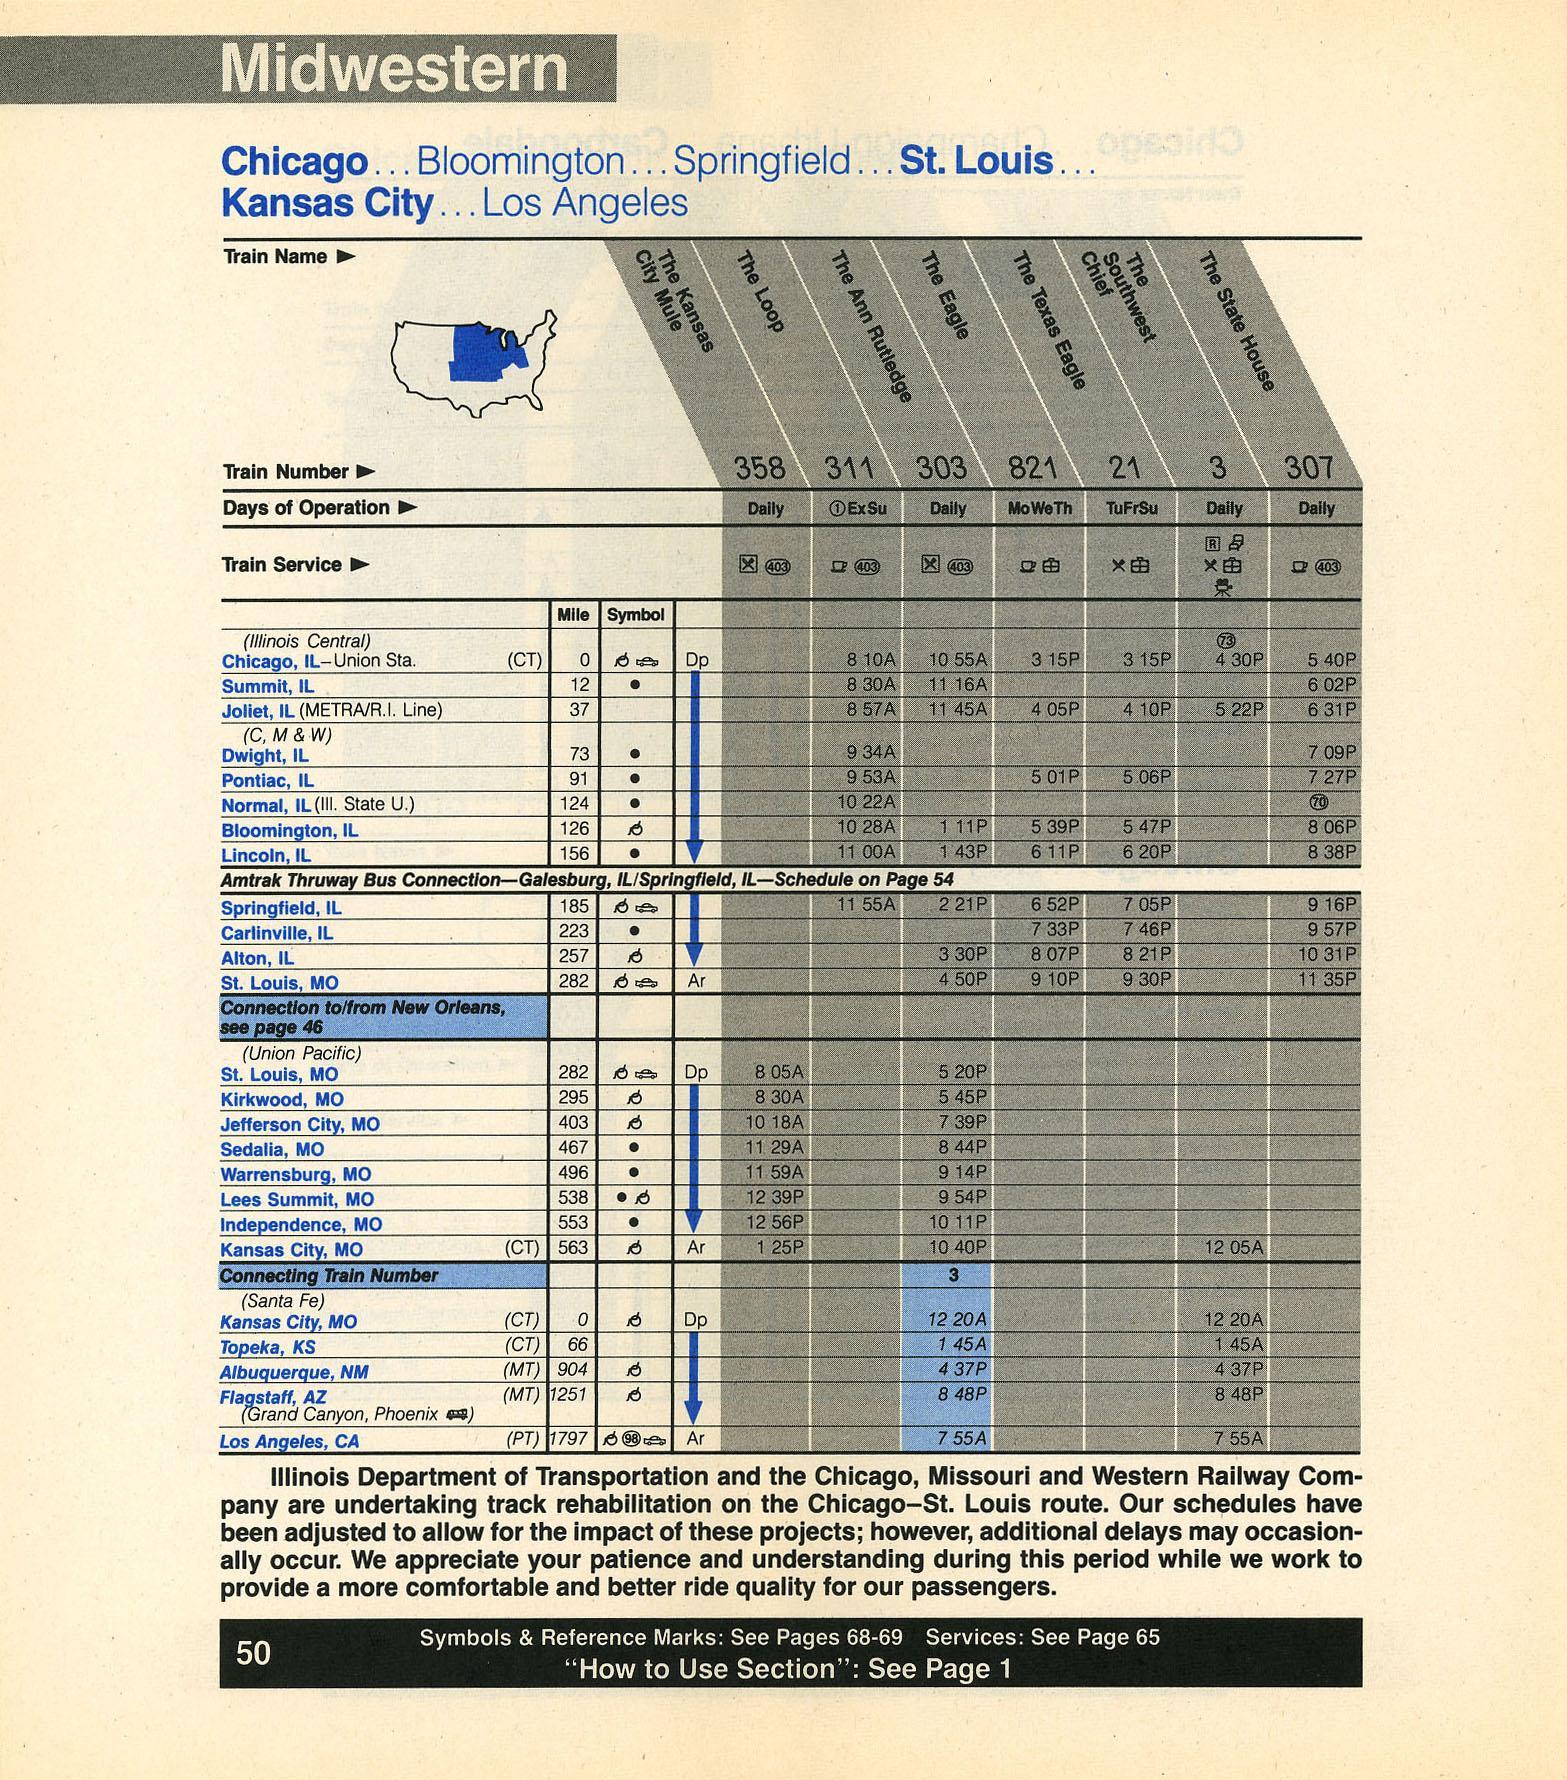 Midwestern
Chicago...Bloomington...Springfield...St. Louis...
Kansas City...Los Angeles
Train Name ►
The Kansas City Mule
The Loop
The Ann Rutledge
The Eagle
The Texas Eagle
The Southwest Chief
The State House
Train Number ► 358 311 303 821 21 3 307
Days of Operation ► Daily ①ExSu Daily MoWeTh TuFrSu Daily Daily
Train Service ► 403 403 403 R 403
Mile Symbol
(Illinois Central) 73
Chicago, IL–Union Sta. (CT) 0 Dp 8 10A 10 55A 3 15P 3 15P 4 30P 5 40P
Summit, IL 12 ● 8 30A 11 16A 6 02P
Joliet, IL (METRA/R.I. Line) 37 8 57A 11 45A 4 05P 4 10P 5 22P 6 31P
(C, M & W)
Dwight, IL 73 ● 9 34A 7 09P
Pontiac, IL 91 ● 9 53A 5 01P 5 06P 7 27P
Normal, IL (Ill. State U.) 124 ● 10 22A 70
Bloomington, IL 126 10 28A 1 11P 5 39P 5 47P 8 06P
Lincoln, IL 156 ● 11 00A 1 43P 6 11P 6 20P 8 38P
Amtrak Thruway Bus Connection—Galesburg, IL/Springfield, IL—Schedule on Page 54
Springfield, IL 185 11 55A 2 21P 6 52P 7 05P 9 16P
Carlinville, IL 223 ● 7 33P 7 46P 9 57P
Alton, IL 257 3 30P 8 07P 8 21P 10 31P
St. Louis, MO 282 Ar 4 50P 9 10P 9 30P 11 35P
Connection to/from New Orleans,
see page 46
(Union Pacific)
St. Louis, MO 282 Dp 8 05A 5 20P
Kirkwood, MO 295 8 30A 5 45P
Jefferson City, MO 403 10 18A 7 39P
Sedalia, MO 467 ● 11 29A 8 44P
Warrensburg, MO 496 ● 11 59A 9 14P
Lees Summit, MO 538 ● 12 39P 9 54P
Independence, MO 553 ● 12 56P 10 11P
Kansas City, MO (CT) 563 Ar 1 25P 10 40P 12 05A
Connecting Train Number 3
(Santa Fe)
Kansas City, MO (CT) 0 Dp 12 20A 12 20A
Topeka, KS (CT) 66 1 45A 1 45A
Albuquerque, NM (MT) 904 4 37P 4 37P
Flagstaff, AZ (MT) 1251 8 48P 8 48P
(Grand Canyon, Phoenix )
Los Angeles, CA (PT) 1797 98 Ar 7 55A 7 55A
Illinois Department of Transportation and the Chicago, Missouri and Western Railway Com-
pany are undertaking track rehabilitation on the Chicago–St. Louis route. Our schedules have
been adjusted to allow for the impact of these projects; however, additional delays may occasion-
ally occur. We appreciate your patience and understanding during this period while we work to
provide a more comfortable and better ride quality for our passengers.
50
Symbols & Reference Marks: See Pages 68-69 Services: See Page 65
"How to Use Section": See Page 1